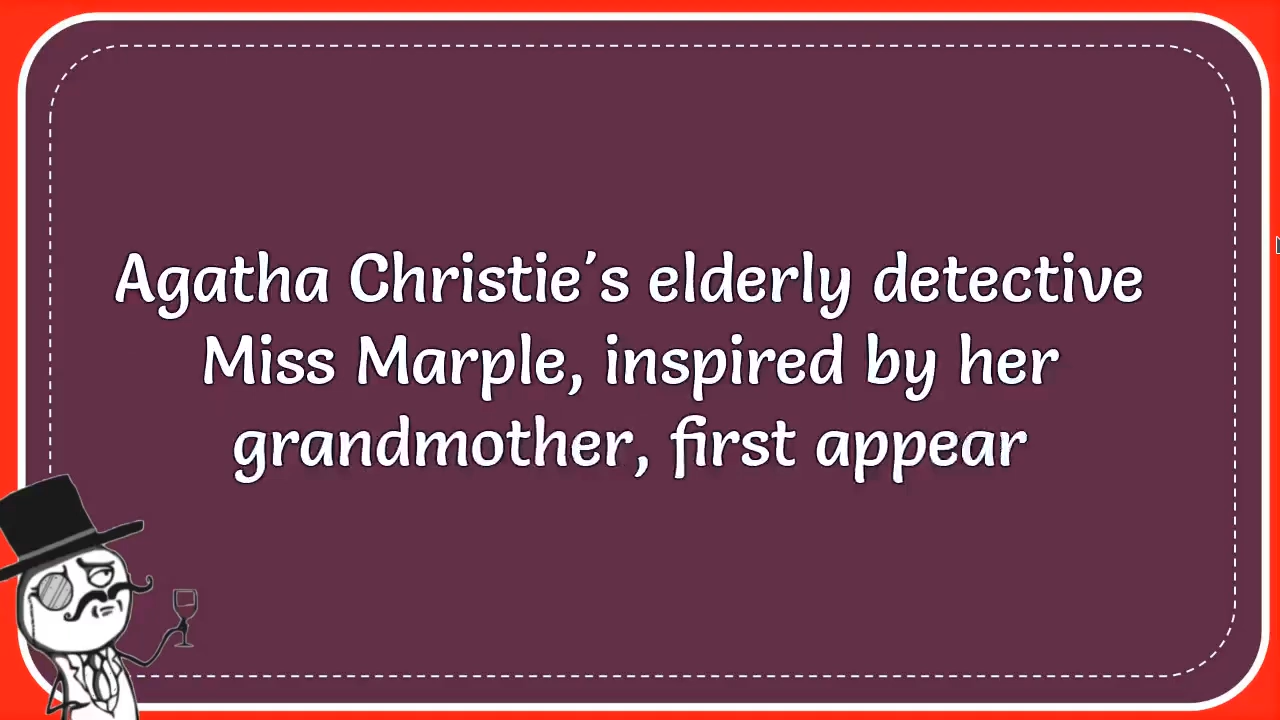 Agatha Christie's elderly detective
Miss Marple, inspired by her
grandmother, first appear